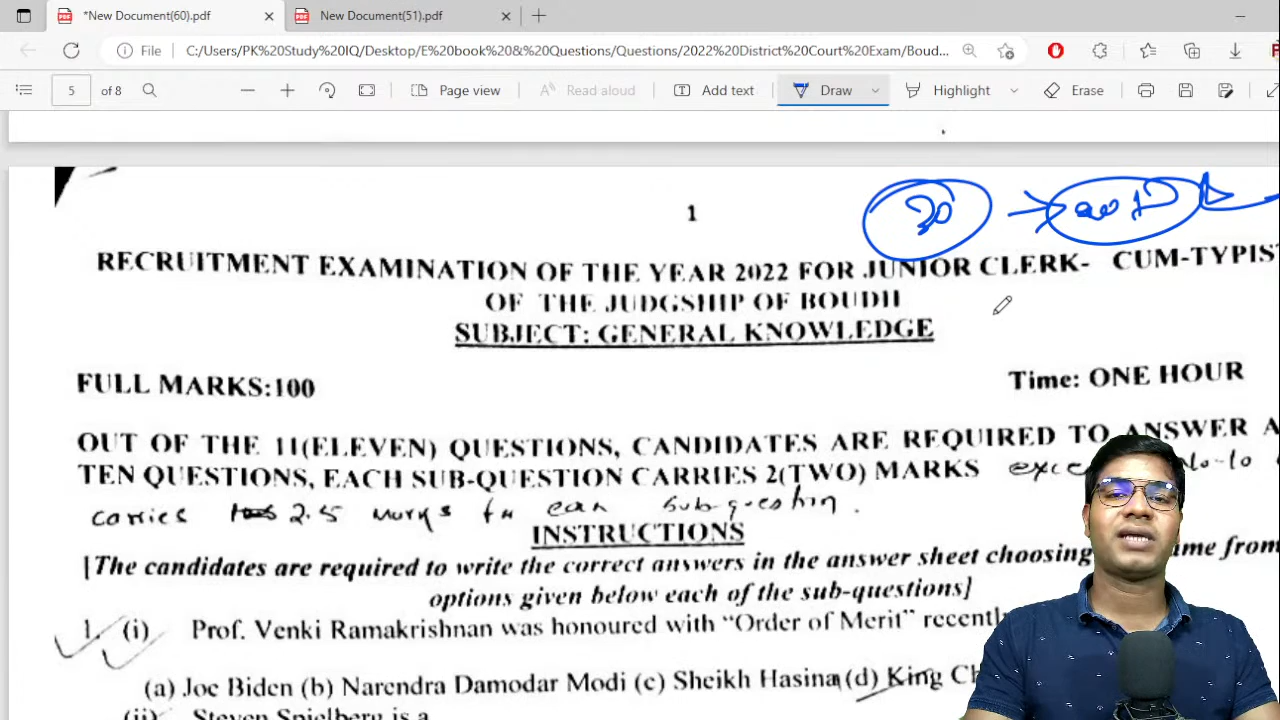 *New Document(60).pdf
New Document(51).pdf
File
C:/Users/PK%20Study%20IQ/Desktop/E%20book%20&%20Questions/Questions/2022%20District%20Court%20Exam/Boud...
5 of 8
Page view
Read aloud
Add text
Draw
Highlight
Erase
30
1
RECRUITMENT EXAMINATION OF THE YEAR 2022 FOR JUNIOR CLERK- CUM-TYPIS
OF THE JUDGSHIP OF BOUDH
SUBJECT: GENERAL KNOWLEDGE
FULL MARKS:100
Time: ONE HOUR
OUT OF THE 11(ELEVEN) QUESTIONS, CANDIDATES ARE REQUIRED TO ANSWER A
TEN QUESTIONS, EACH SUB-QUESTION CARRIES 2(TWO) MARKS
carries 2.5 marks for each sub-question.
INSTRUCTIONS
[The candidates are required to write the correct answers in the answer sheet choosing from
options given below each of the sub-questions]
1. (i) Prof. Venki Ramakrishnan was honoured with "Order of Merit" recently
(a) Joe Biden (b) Narendra Damodar Modi (c) Sheikh Hasina (d) King Ch
(ii) Steven Spielberg is a